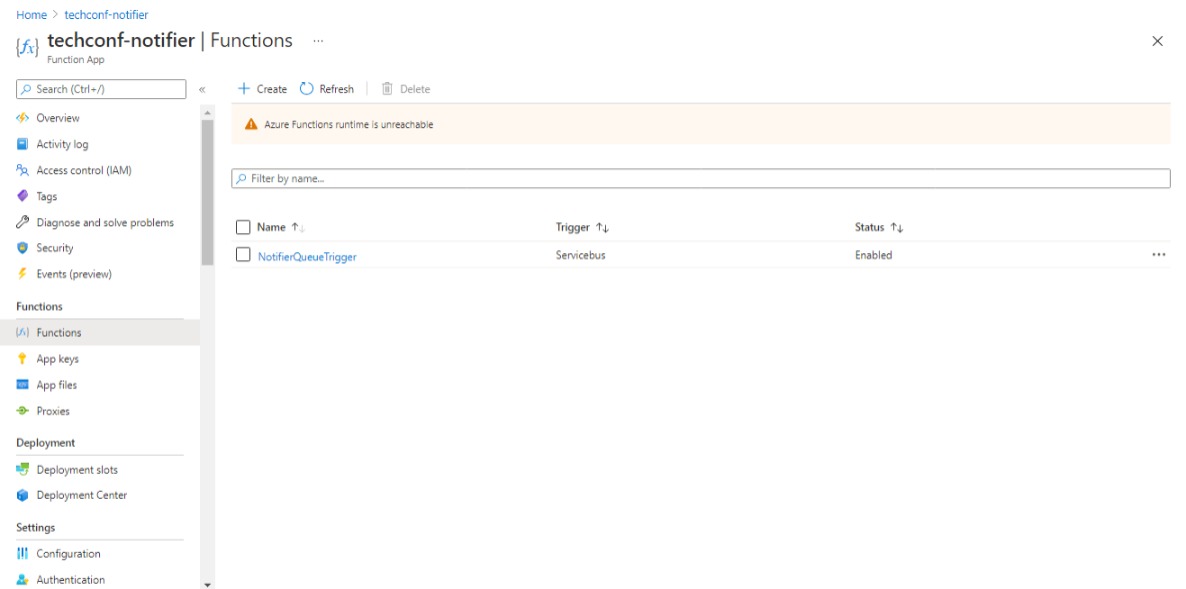 Home > techconf-notifier
techconf-notifier | Functions ...
Function App
Search (Ctrl+/)
«
Overview
Activity log
Access control (IAM)
Tags
Diagnose and solve problems
Security
Events (preview)
Functions
Functions
App keys
App files
Proxies
Deployment
Deployment slots
Deployment Center
Settings
Configuration
Authentication
Create Refresh Delete
Azure Functions runtime is unreachable
Filter by name...
Name Trigger Status
NotifierQueueTrigger Servicebus Enabled ...